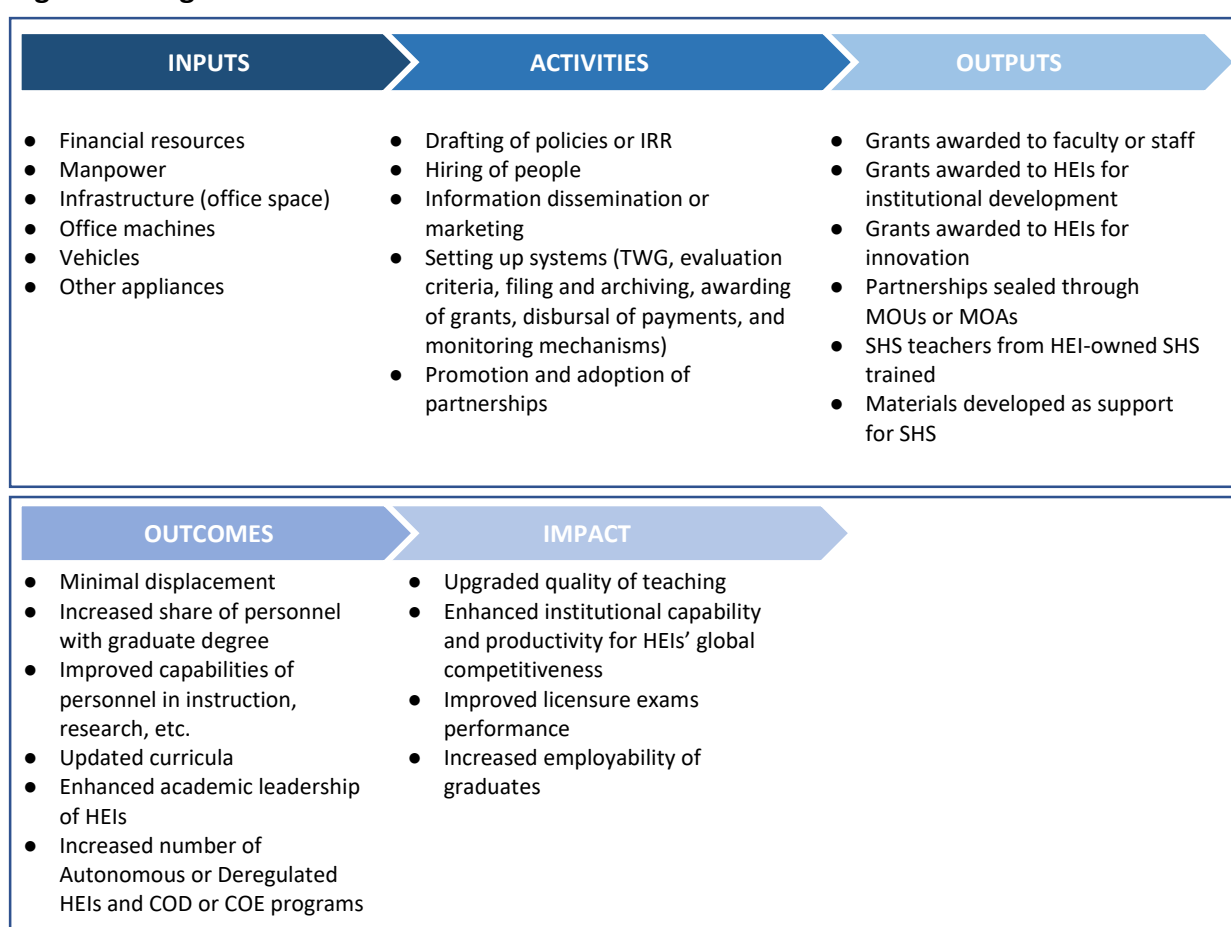 INPUTS
● Financial resources
● Manpower
● Infrastructure (office space)
● Office machines
● Vehicles
● Other appliances
ACTIVITIES
● Drafting of policies or IRR
● Hiring of people
● Information dissemination or
marketing
● Setting up systems (TWG, evaluation
criteria, filing and archiving, awarding
of grants, disbursal of payments, and
monitoring mechanisms)
● Promotion and adoption of
partnerships
OUTPUTS
● Grants awarded to faculty or staff
● Grants awarded to HEIs for
institutional development
● Grants awarded to HEIs for
innovation
● Partnerships sealed through
MOUs or MOAs
● SHS teachers from HEI-owned SHS
trained
● Materials developed as support
for SHS
OUTCOMES
● Minimal displacement
● Increased share of personnel
with graduate degree
● Improved capabilities of
personnel in instruction,
research, etc.
● Updated curricula
● Enhanced academic leadership
of HEIs
● Increased number of
Autonomous or Deregulated
HEIs and COD or COE programs
IMPACT
● Upgraded quality of teaching
● Enhanced institutional capability
and productivity for HEIs’ global
competitiveness
● Improved licensure exams
performance
● Increased employability of
graduates